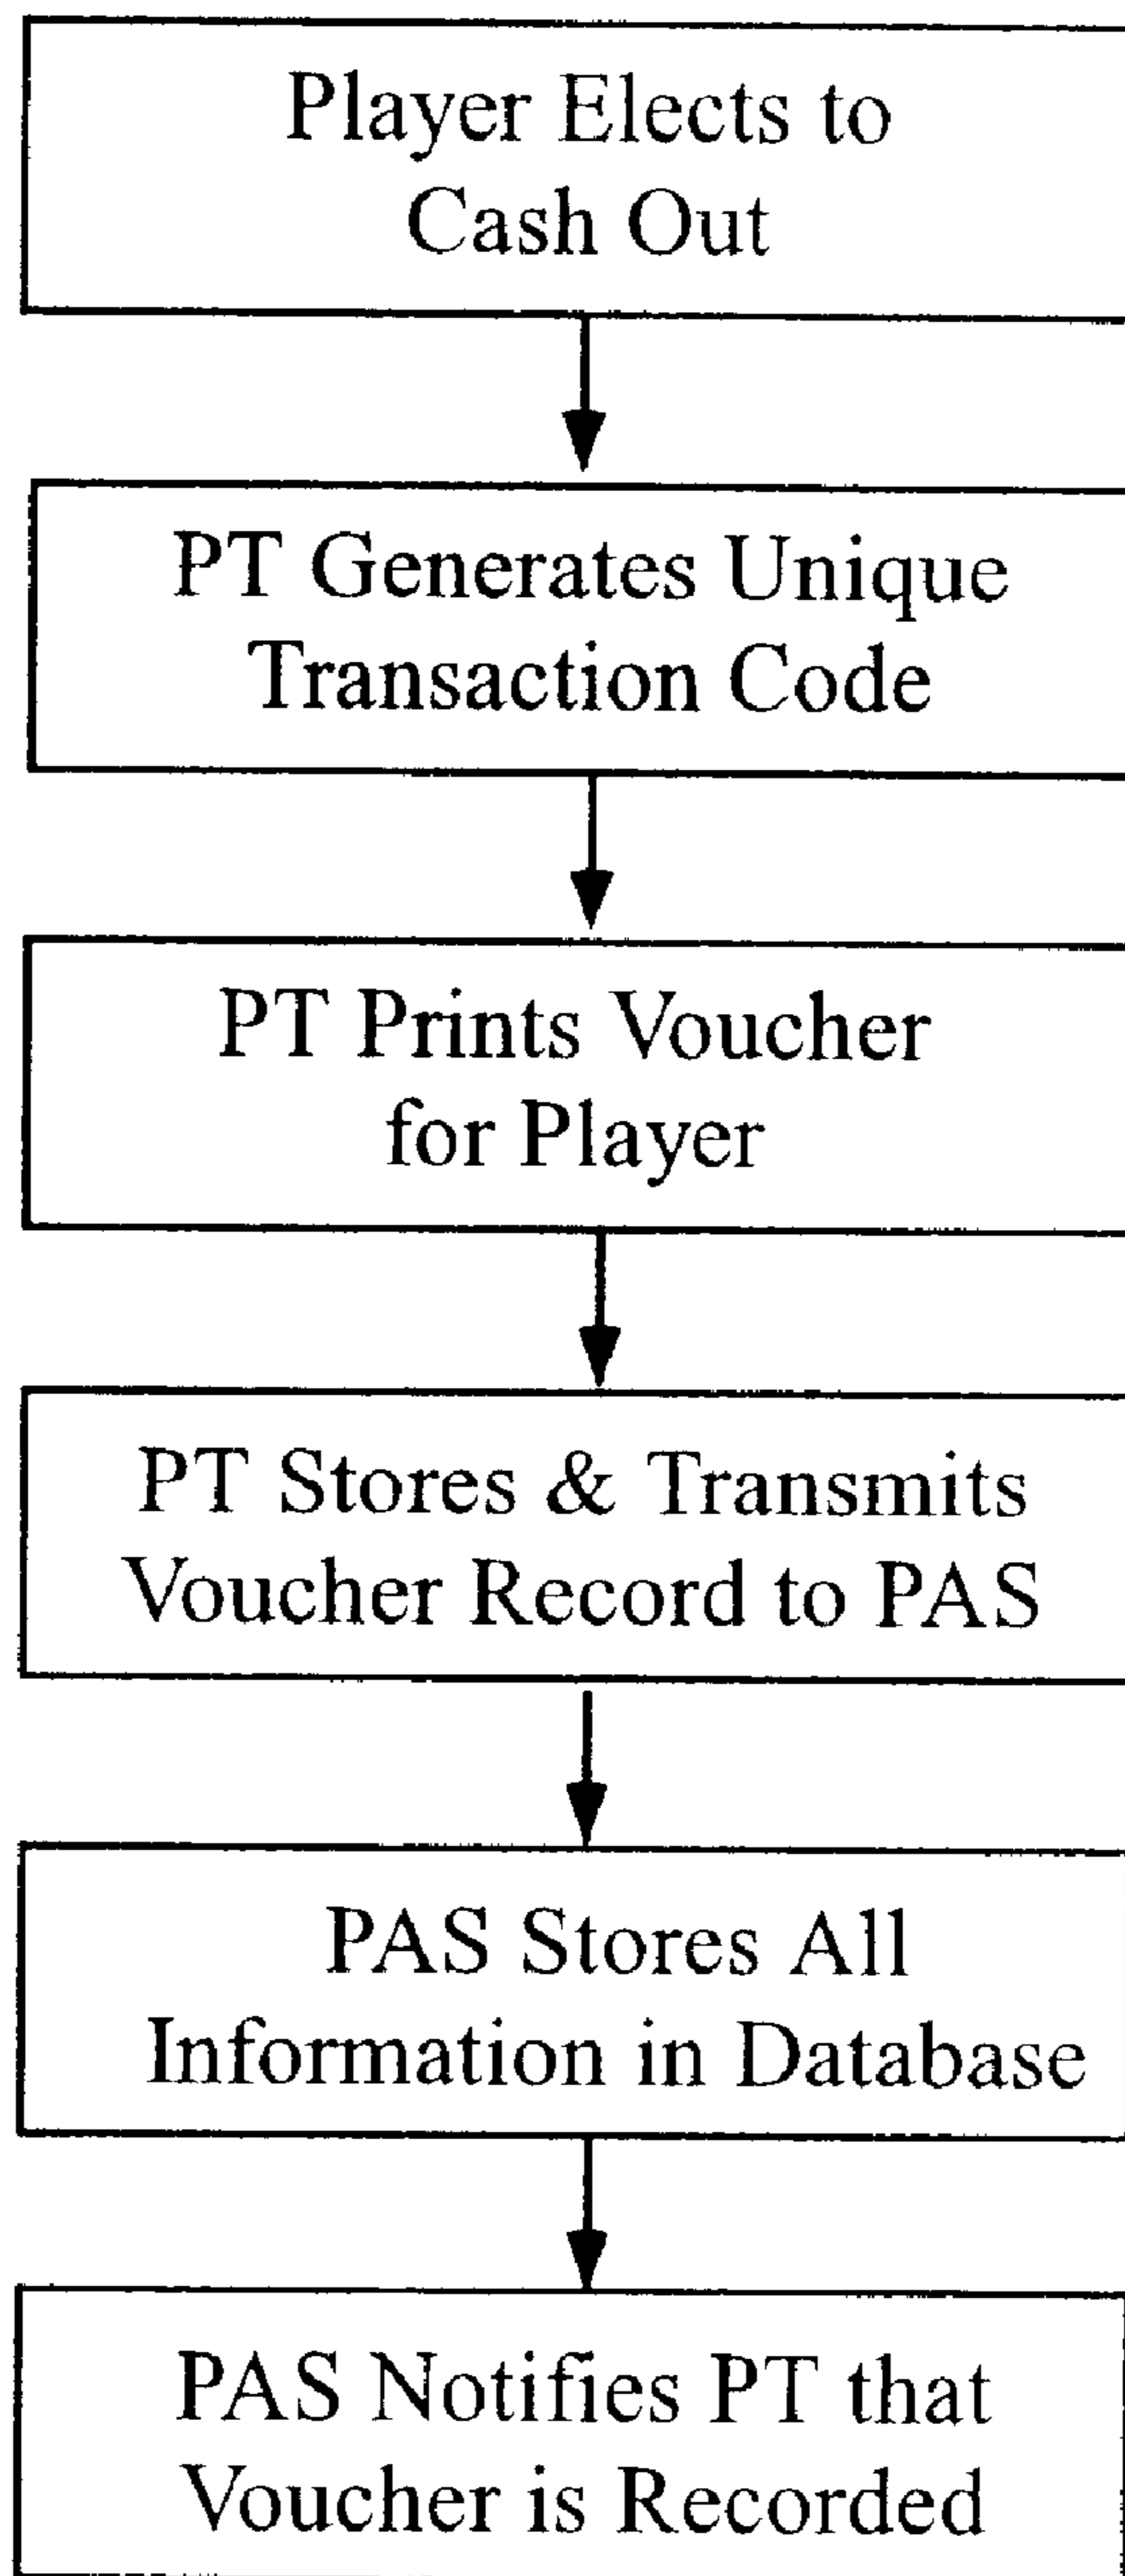 Player Elects to
Cash Out
PT Generates Unique
Transaction Code
PT Prints Voucher
for Player
PT Stores & Transmits
Voucher Record to PAS
PAS Stores All
Information in Database
PAS Notifies PT that
Voucher is Recorded